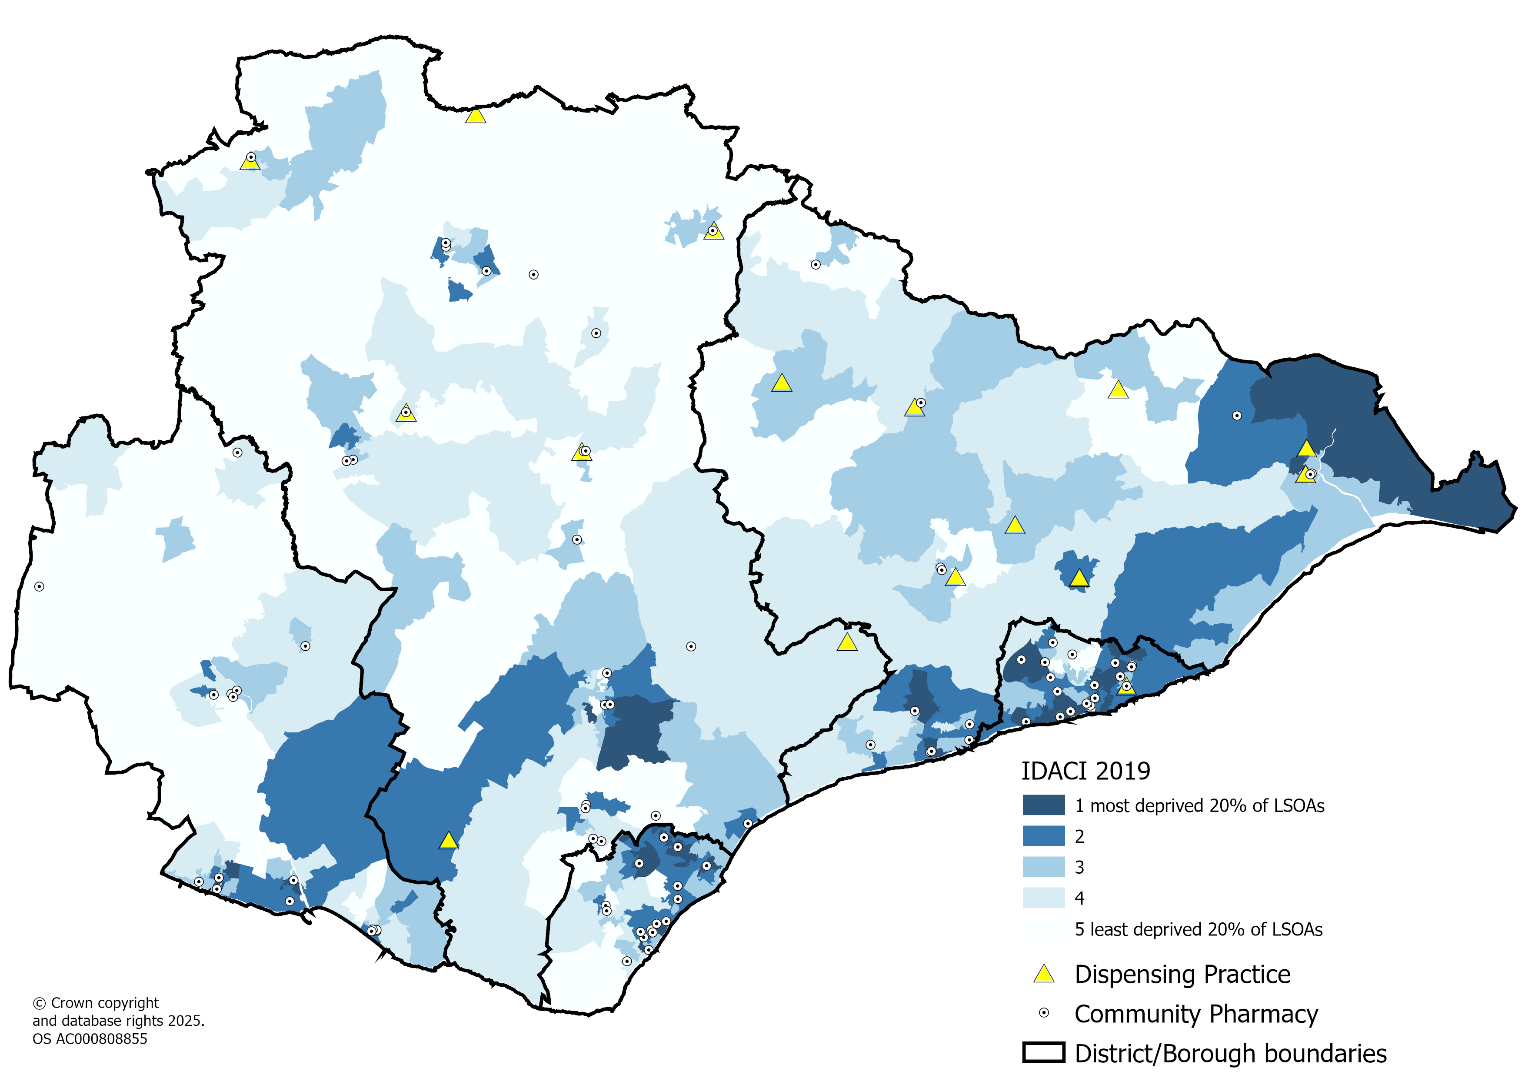 IDACI 2019
1 most deprived 20% of LSOAs
2
3
4
5 least deprived 20% of LSOAs
Dispensing Practice
Community Pharmacy
District/Borough boundaries
© Crown copyright
and database rights 2025.
OS AC000808855